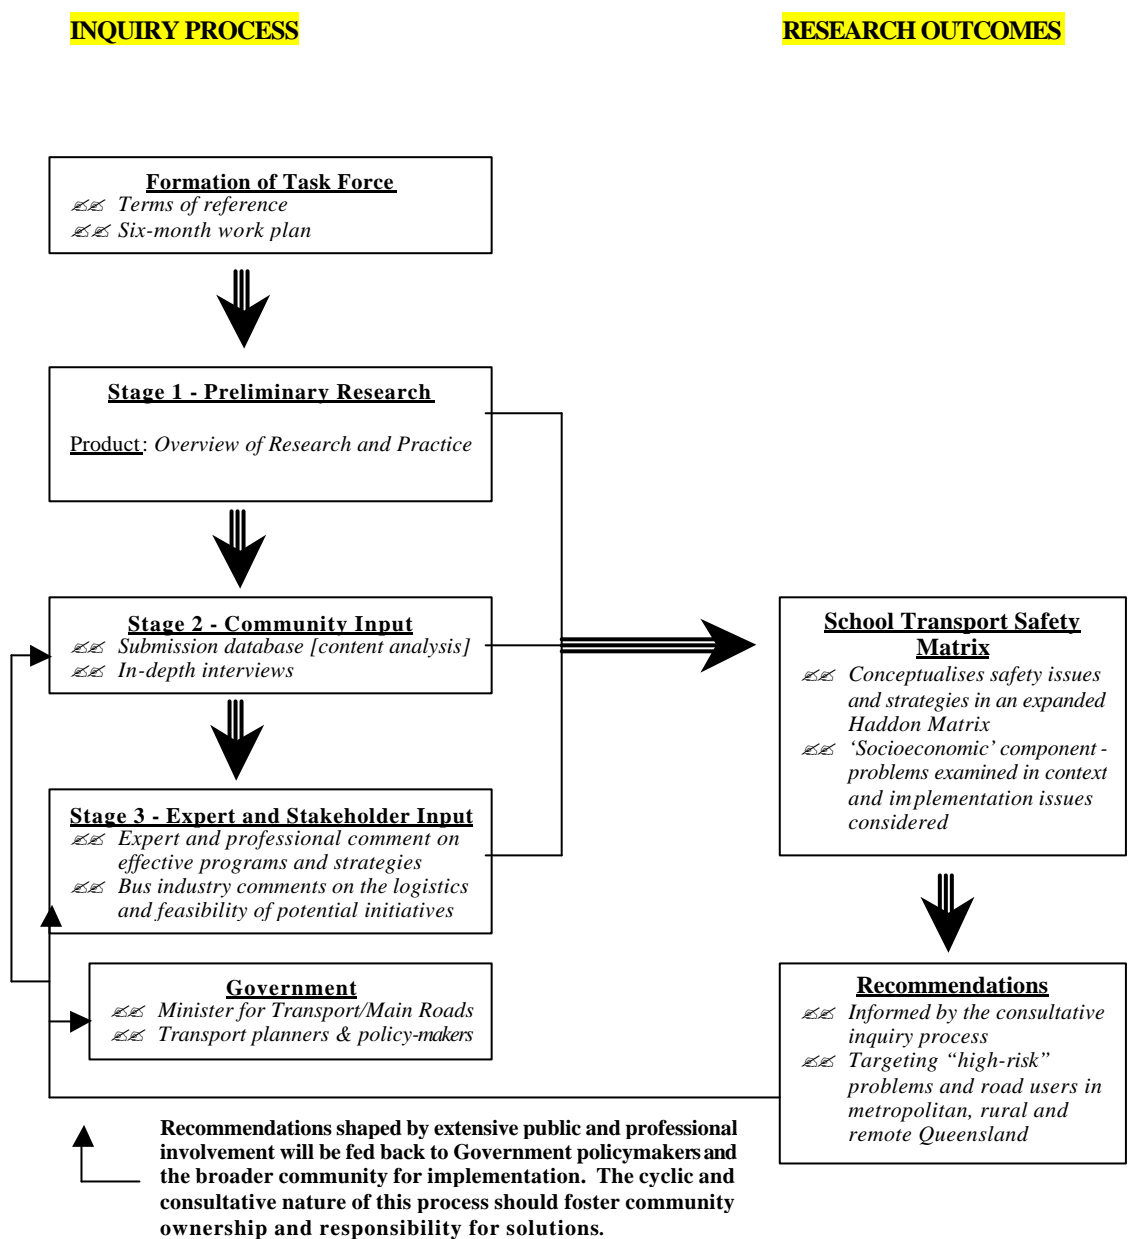 INQUIRY PROCESS
RESEARCH OUTCOMES
Formation of Task Force
Terms of reference
Six-month work plan
Stage 1 - Preliminary Research
Product: Overview of Research and Practice
Stage 2 - Community Input
Submission database [content analysis]
In-depth interviews
Stage 3 - Expert and Stakeholder Input
Expert and professional comment on
effective programs and strategies
Bus industry comments on the logistics
and feasibility of potential initiatives
Government
Minister for Transport/Main Roads
Transport planners & policy-makers
School Transport Safety
Matrix
Conceptualises safety issues
and strategies in an expanded
Haddon Matrix
‘Socioeconomic’ component -
problems examined in context
and implementation issues
considered
Recommendations
Informed by the consultative
inquiry process
Targeting “high-risk”
problems and road users in
metropolitan, rural and
remote Queensland
Recommendations shaped by extensive public and professional
involvement will be fed back to Government policymakers and
the broader community for implementation. The cyclic and
consultative nature of this process should foster community
ownership and responsibility for solutions.